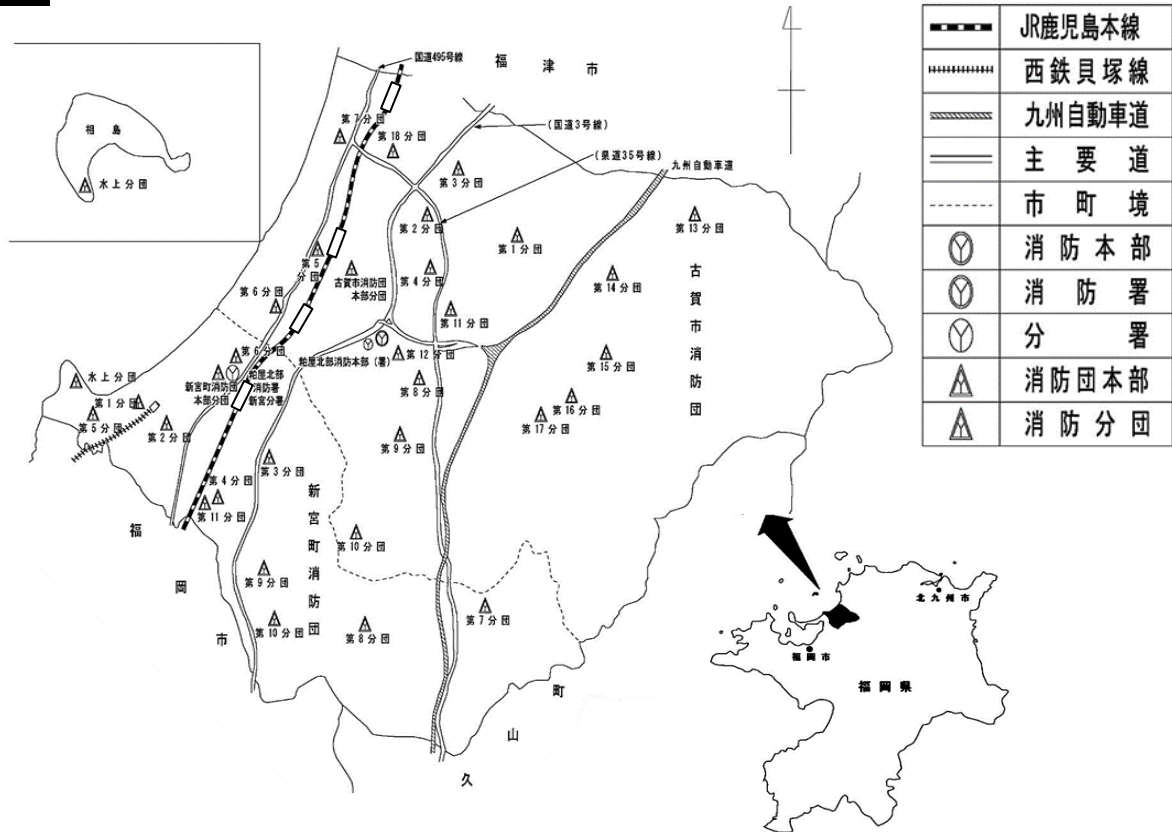 国道495号線
福津市
(国道3号線)
(県道35号線)
九州自動車道
相島
水上分団
第7分団
第18分団
第3分団
第2分団
第1分団
第13分団
第5
分団
古賀市消防団
本部分団
第4分団
第14分団
第6分団
第11分団
古賀市消防団
第6分団
粕屋北部消防本部(署)
第12分団
第15分団
水上分団
新宮町消防団
本部分団
粕屋北部
消防署
新宮分署
第8分団
第1分団
第5分団
第2分団
第16分団
第17分団
第9分団
第3分団
第4分団
第11分団
新宮町消防団
第10分団
福岡市
第9分団
第10分団
第8分団
第7分団
久山町
JR鹿児島本線
西鉄貝塚線
九州自動車道
主要道
市町境
消防本部
消防署
分署
消防団本部
消防分団
北九州市
福岡市
福岡県